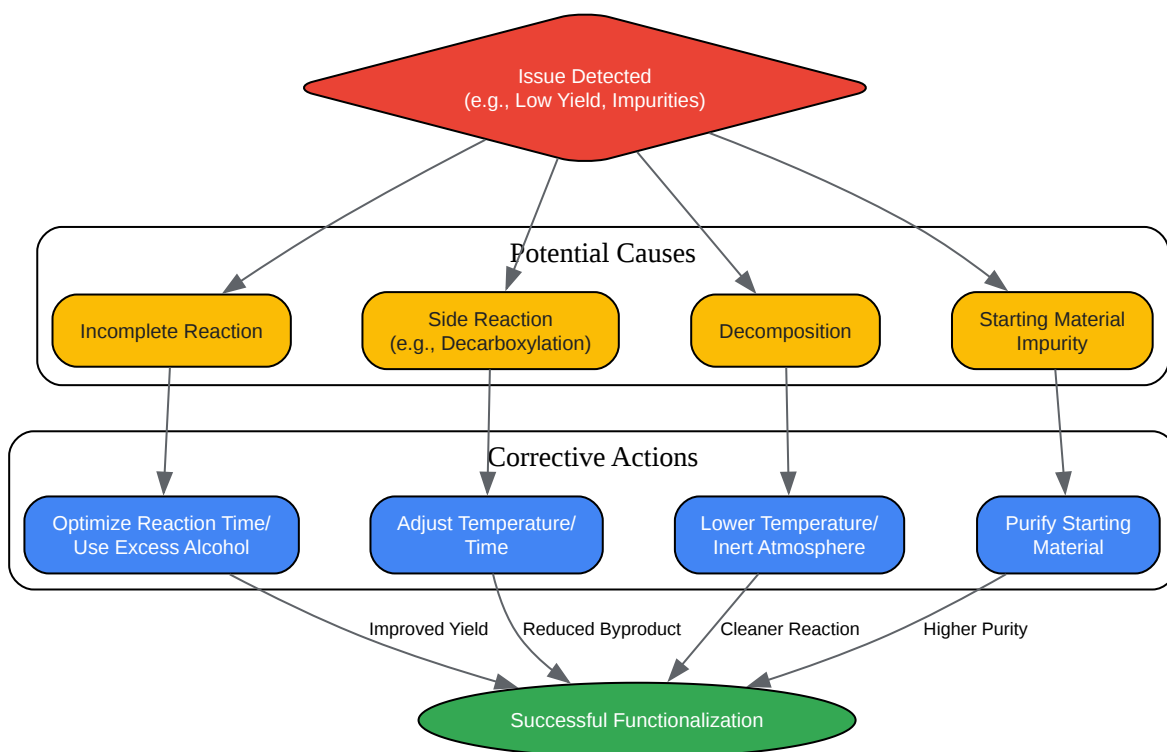 Issue Detected
(e.g., Low Yield, Impurities)
Potential Causes
Incomplete Reaction
Side Reaction
(e.g., Decarboxylation)
Decomposition
Starting Material
Impurity
Corrective Actions
Optimize Reaction Time/
Use Excess Alcohol
Adjust Temperature/
Time
Lower Temperature/
Inert Atmosphere
Purify Starting
Material
Improved Yield
Reduced Byproduct
Cleaner Reaction
Higher Purity
Successful Functionalization